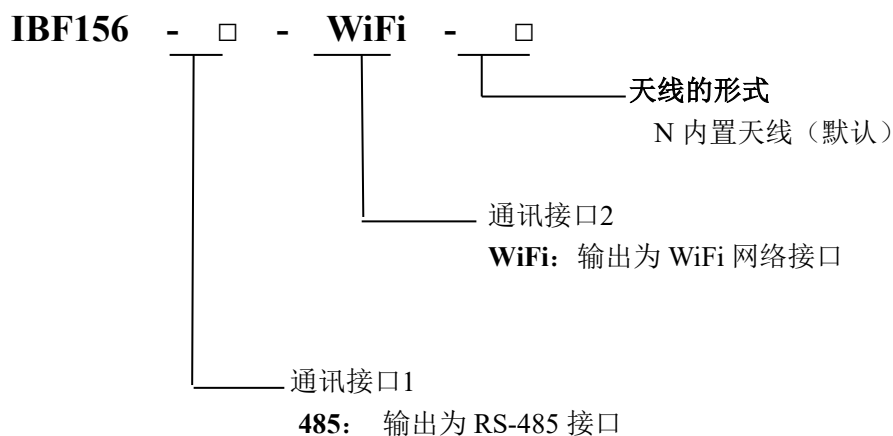 IBF156 - □ - WiFi - □
天线的形式
N 内置天线（默认）
通讯接口2
WiFi：输出为 WiFi 网络接口
通讯接口1
485： 输出为 RS-485 接口